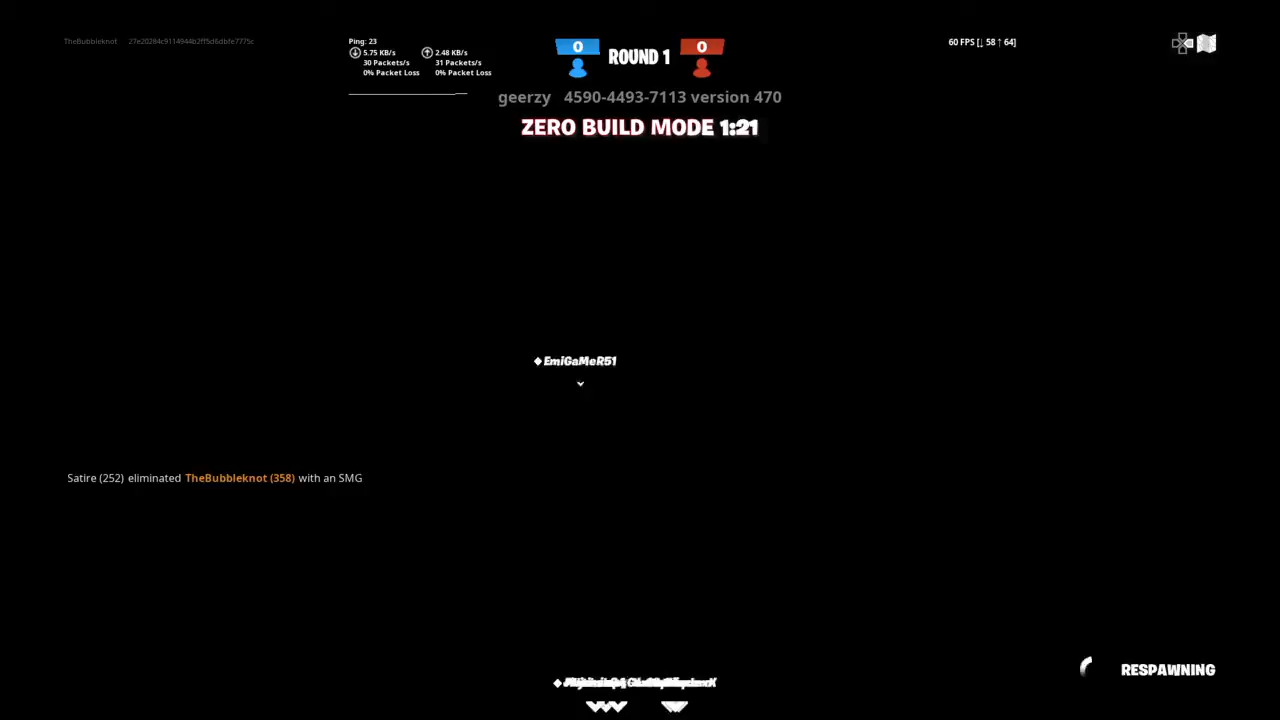 TheBubbleknot
Ping: 23
5.75 KB/s 2.48 KB/s
30 Packets/s 31 Packets/s
0% Packet Loss 0% Packet Loss
0 ROUND 1 0
60 FPS [↓ 58 ↑ 64]
geerzy 4590-4493-7113 version 470
ZERO BUILD MODE 1:21
EmiGaMeR51
Satire (252) eliminated TheBubbleknot (358) with an SMG
RESPAWNING